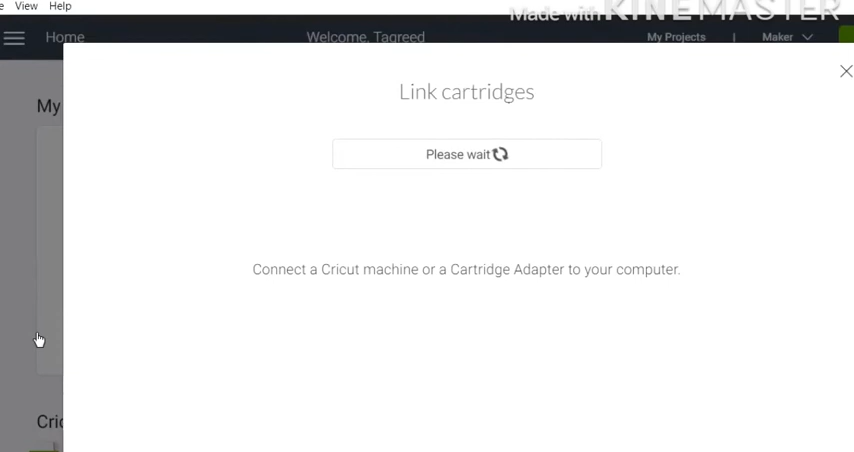 View Help
Made with KINEMASTER
Home Welcome, Tagreed My Projects | Maker
My
Link cartridges
Please wait
Connect a Cricut machine or a Cartridge Adapter to your computer.